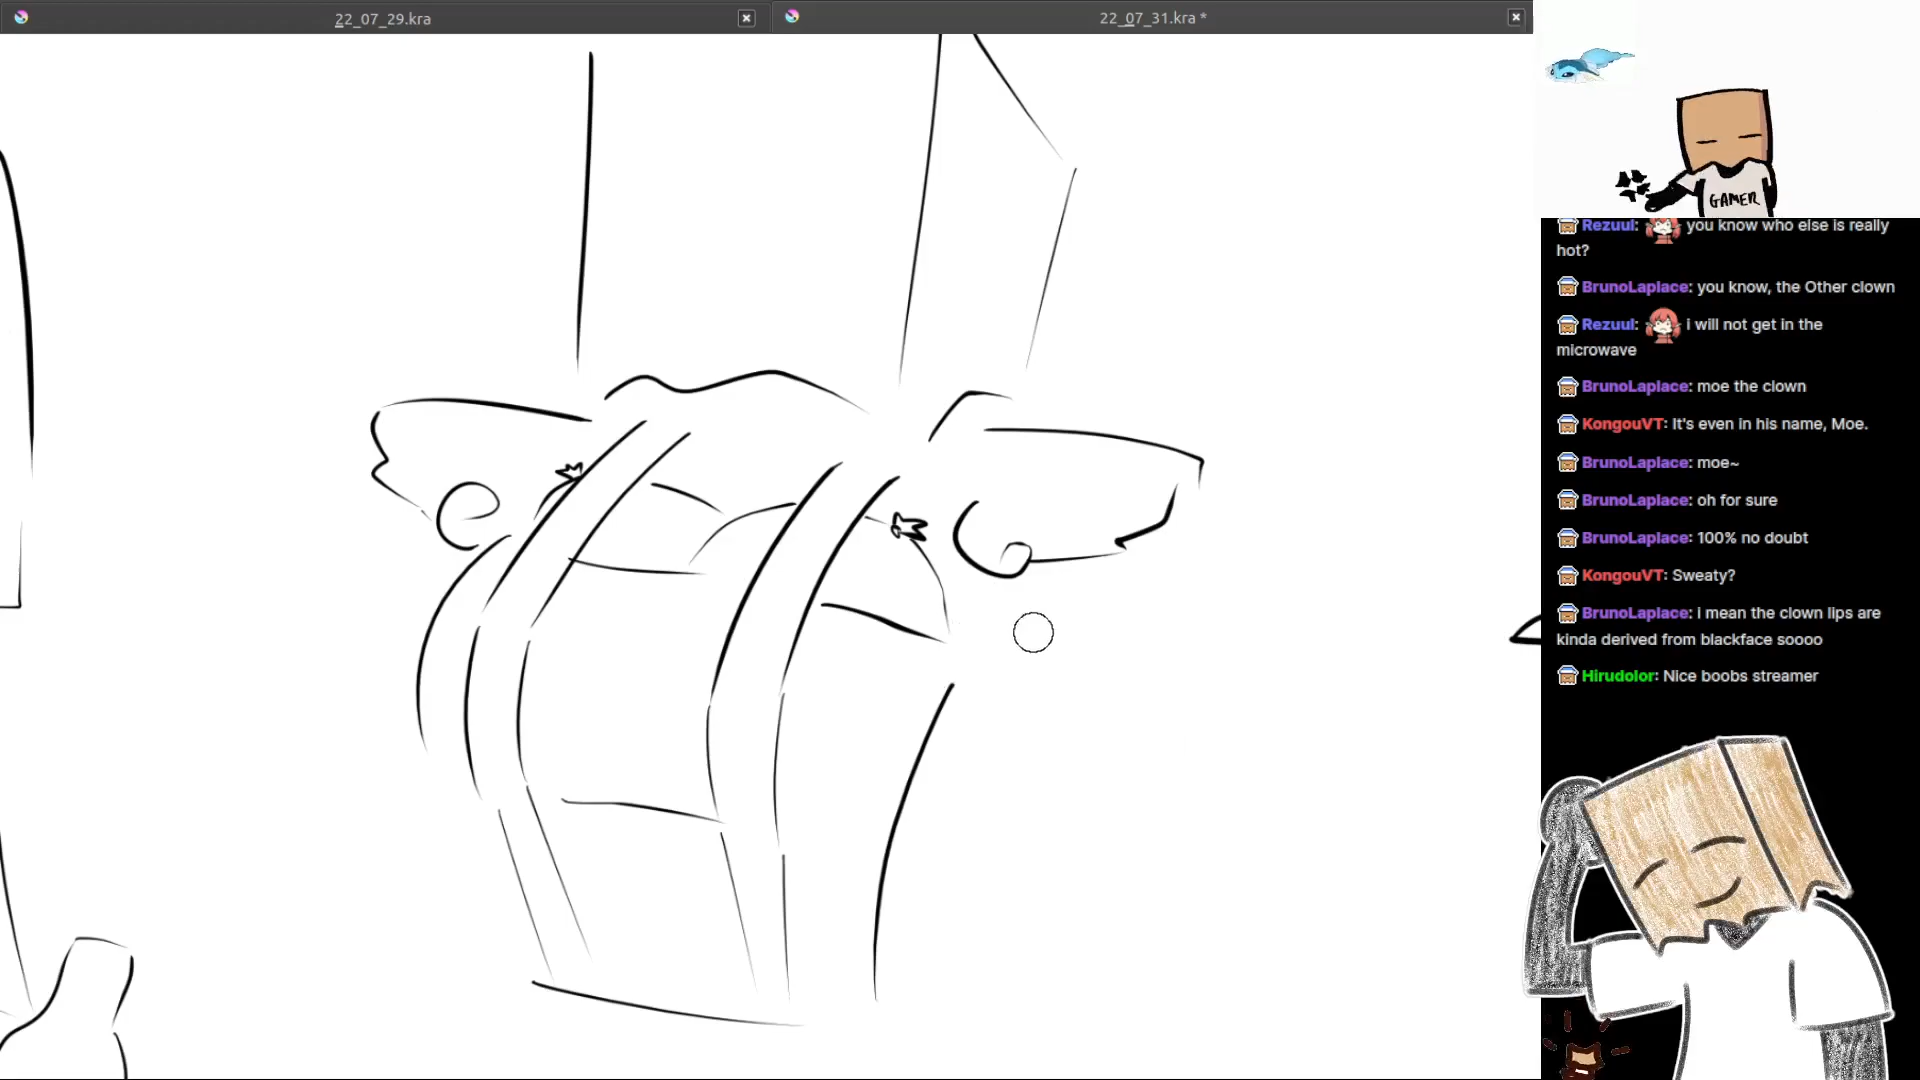 22_07_29.kra
22_07_31.kra *
GAMER
Rezuul: you know who else is really
hot?
BrunoLaplace: you know, the Other clown
Rezuul: i will not get in the
microwave
BrunoLaplace: moe the clown
KongouVT: It's even in his name, Moe.
BrunoLaplace: moe~
BrunoLaplace: oh for sure
BrunoLaplace: 100% no doubt
KongouVT: Sweaty?
BrunoLaplace: i mean the clown lips are
kinda derived from blackface soooo
Hirudolor: Nice boobs streamer